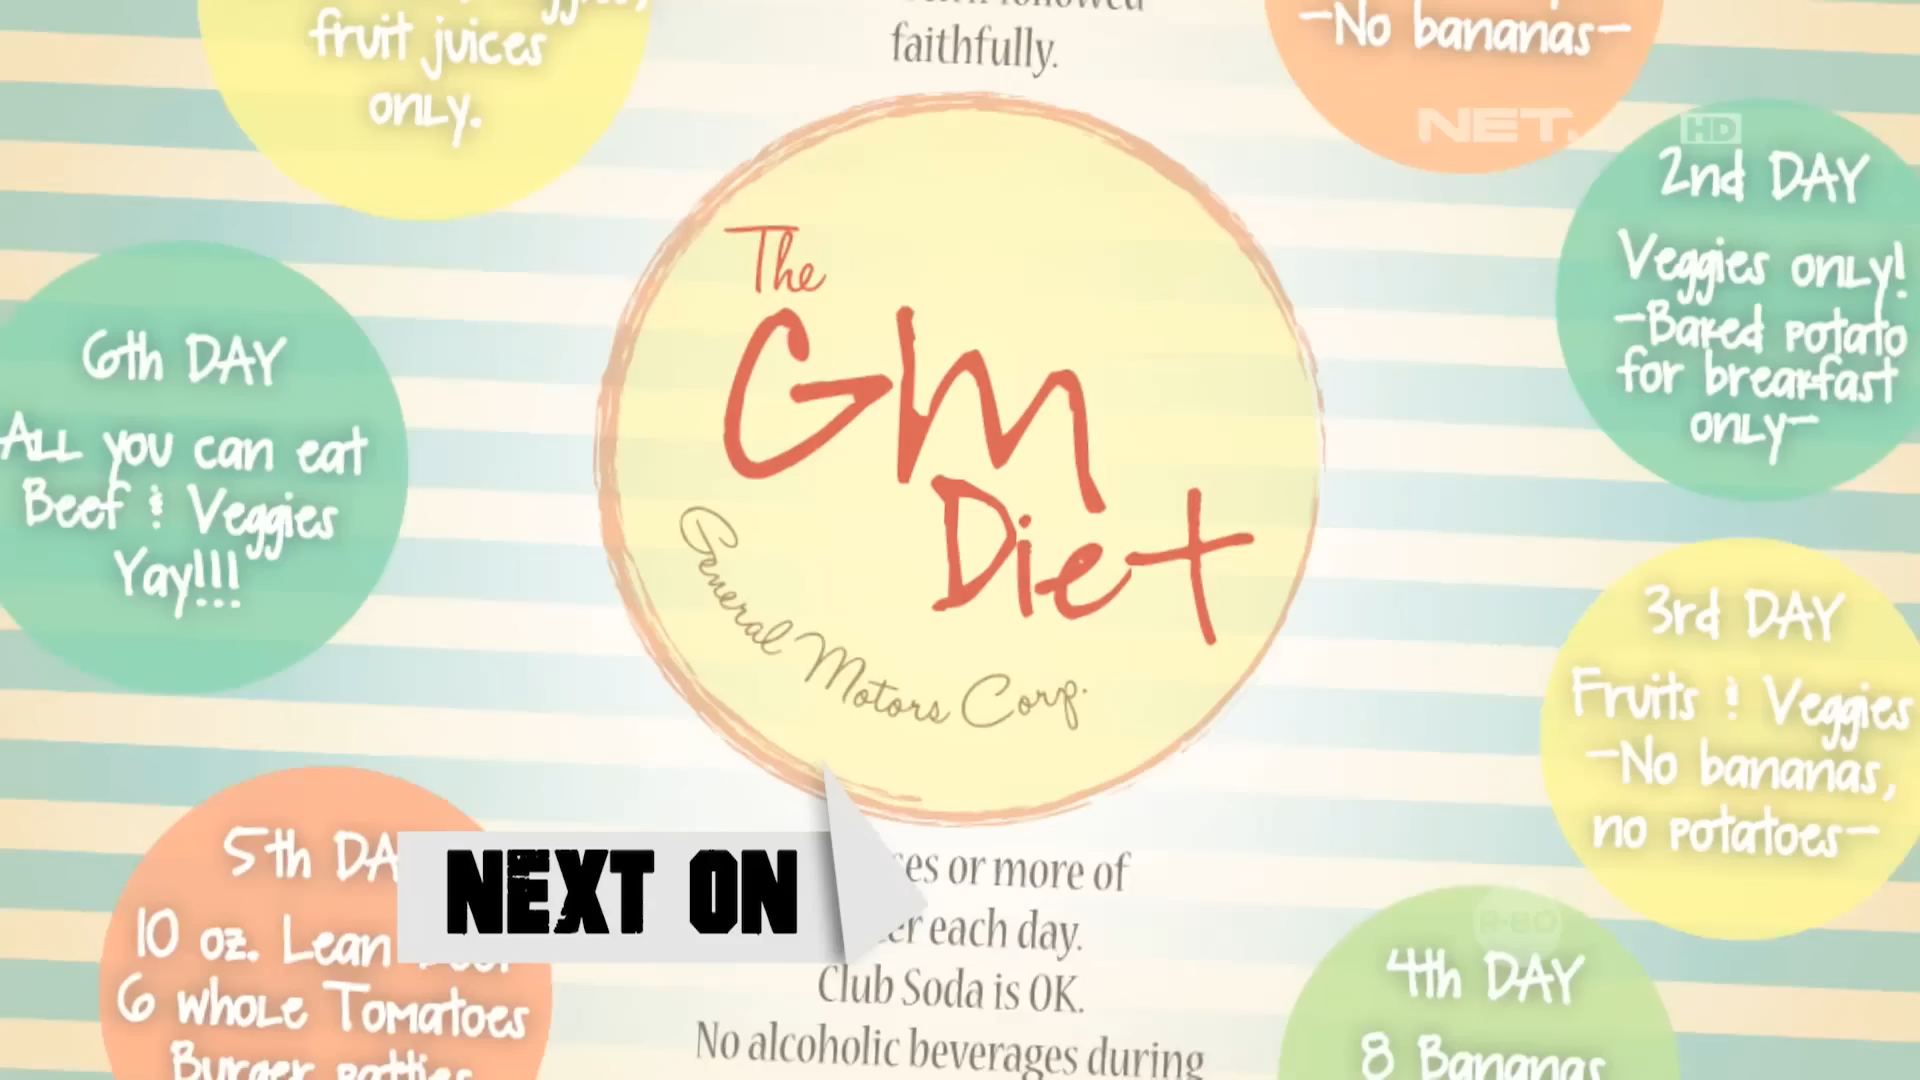 fruit juices
only.
faithfully.
-No bananas-
NET.
HD
2nd DAY
Veggies only!
-Baked potato
for breakfast
only-
The
GM
Diet
General Motors Corp.
6th DAY
ALL you can eat
Beef & Veggies
Yay!!!
3rd DAY
Fruits & Veggies
-No bananas,
no potatoes-
5th
10 oz. Lean
6 whole Tomatoes
Burger patties
NEXT ON
or more of
each day.
Club Soda is OK.
No alcoholic beverages during
R-BO
4th DAY
8 Bananas